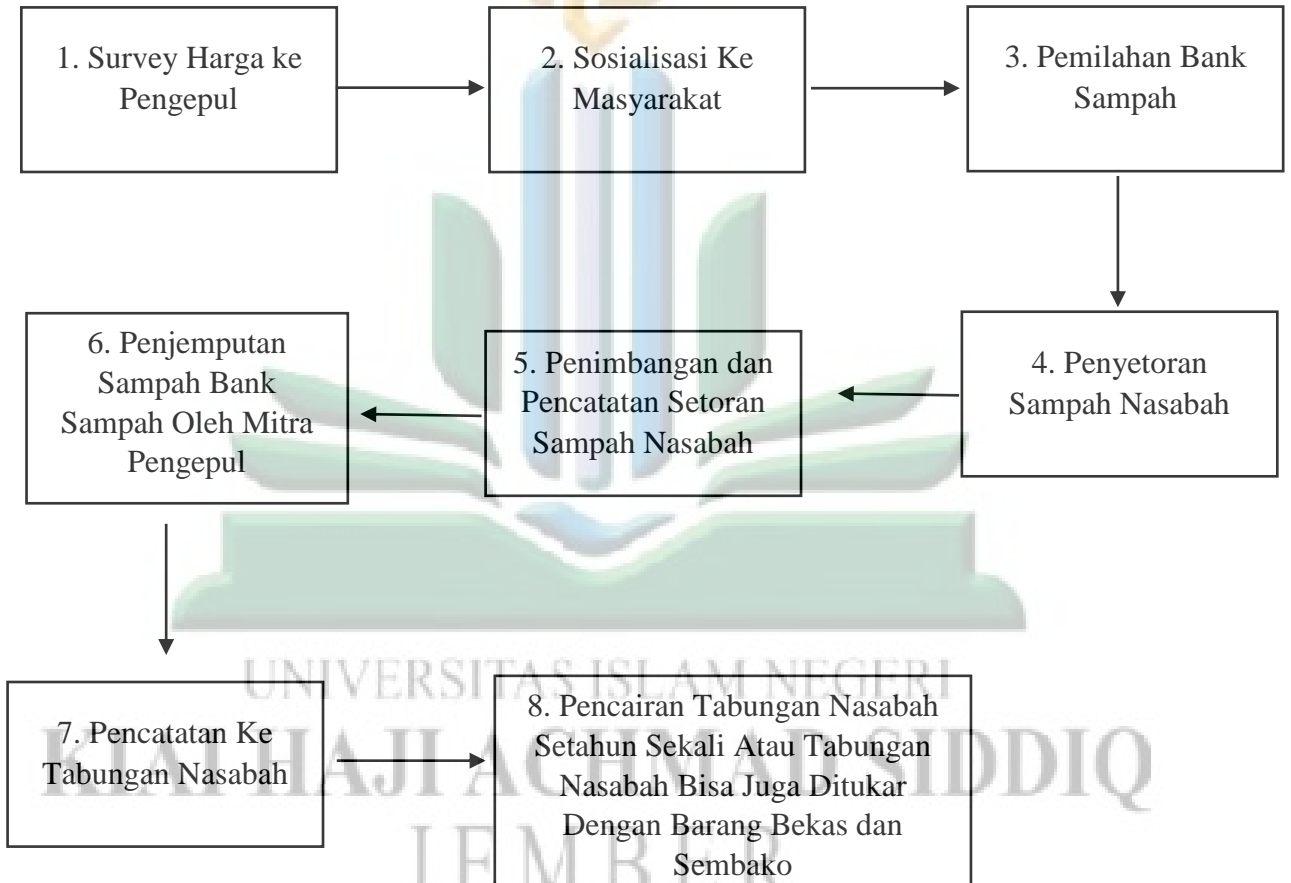 1. Survey Harga ke
Pengepul
2. Sosialisasi Ke
Masyarakat
3. Pemilahan Bank
Sampah
4. Penyetoran
Sampah Nasabah
5. Penimbangan dan
Pencatatan Setoran
Sampah Nasabah
6. Penjemputan
Sampah Bank
Sampah Oleh Mitra
Pengepul
7. Pencatatan Ke
Tabungan Nasabah
8. Pencairan Tabungan Nasabah
Setahun Sekali Atau Tabungan
Nasabah Bisa Juga Ditukar
Dengan Barang Bekas dan
Sembako
UNIVERSITAS ISLAM NEGERI
KIAI HAJI ACHMAD SIDDIQ
JEMBER